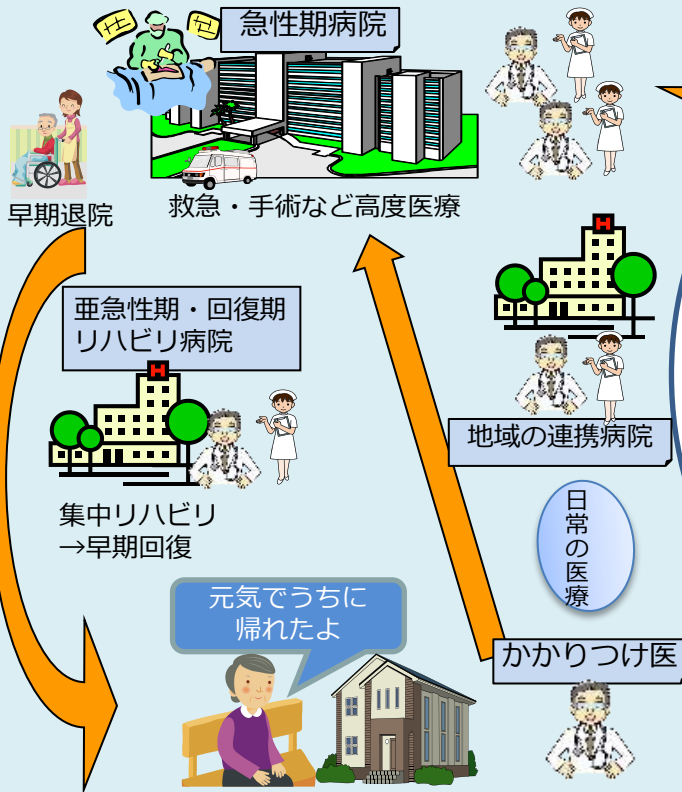 急性期病院
救急・手術など高度医療
早期退院
亜急性期・回復期
リハビリ病院
H
H
集中リハビリ
→早期回復
地域の連携病院
日常の医療
元気でうちに
帰れたよ
かかりつけ医